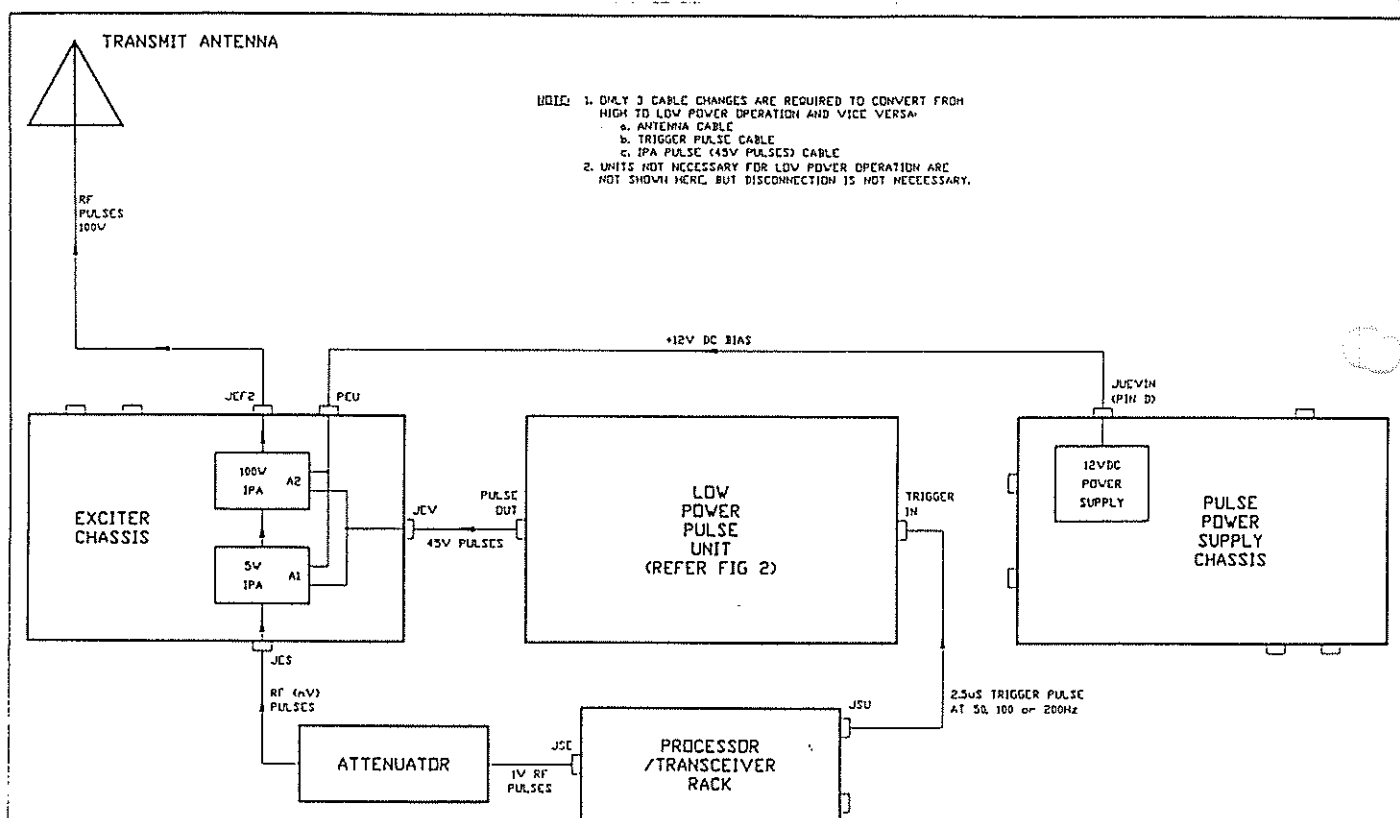 TRANSMIT ANTENNA
NOTE: 1. ONLY 3 CABLE CHANGES ARE REQUIRED TO CONVERT FROM
HIGH TO LOW POWER OPERATION AND VICE VERSA:
a. ANTENNA CABLE
b. TRIGGER PULSE CABLE
c. IPA PULSE (45V PULSES) CABLE
2. UNITS NOT NECESSARY FOR LOW POWER OPERATION ARE
NOT SHOWN HERE, BUT DISCONNECTION IS NOT NECESSARY.
RF
PULSES
100W
+12V DC BIAS
JEF2
PEU
JUEVIN
(PIN D)
100W
IPA
A2
5W
IPA
A1
EXCITER
CHASSIS
JEV
45V PULSES
PULSE
OUT
LOW
POWER
PULSE
UNIT
(REFER FIG 2)
TRIGGER
IN
12VDC
POWER
SUPPLY
PULSE
POWER
SUPPLY
CHASSIS
JES
RF (mV)
PULSES
ATTENUATOR
JSE
1V RF
PULSES
PROCESSOR
/TRANSCEIVER
RACK
JSU
2.5uS TRIGGER PULSE
AT 50, 100 or 200Hz